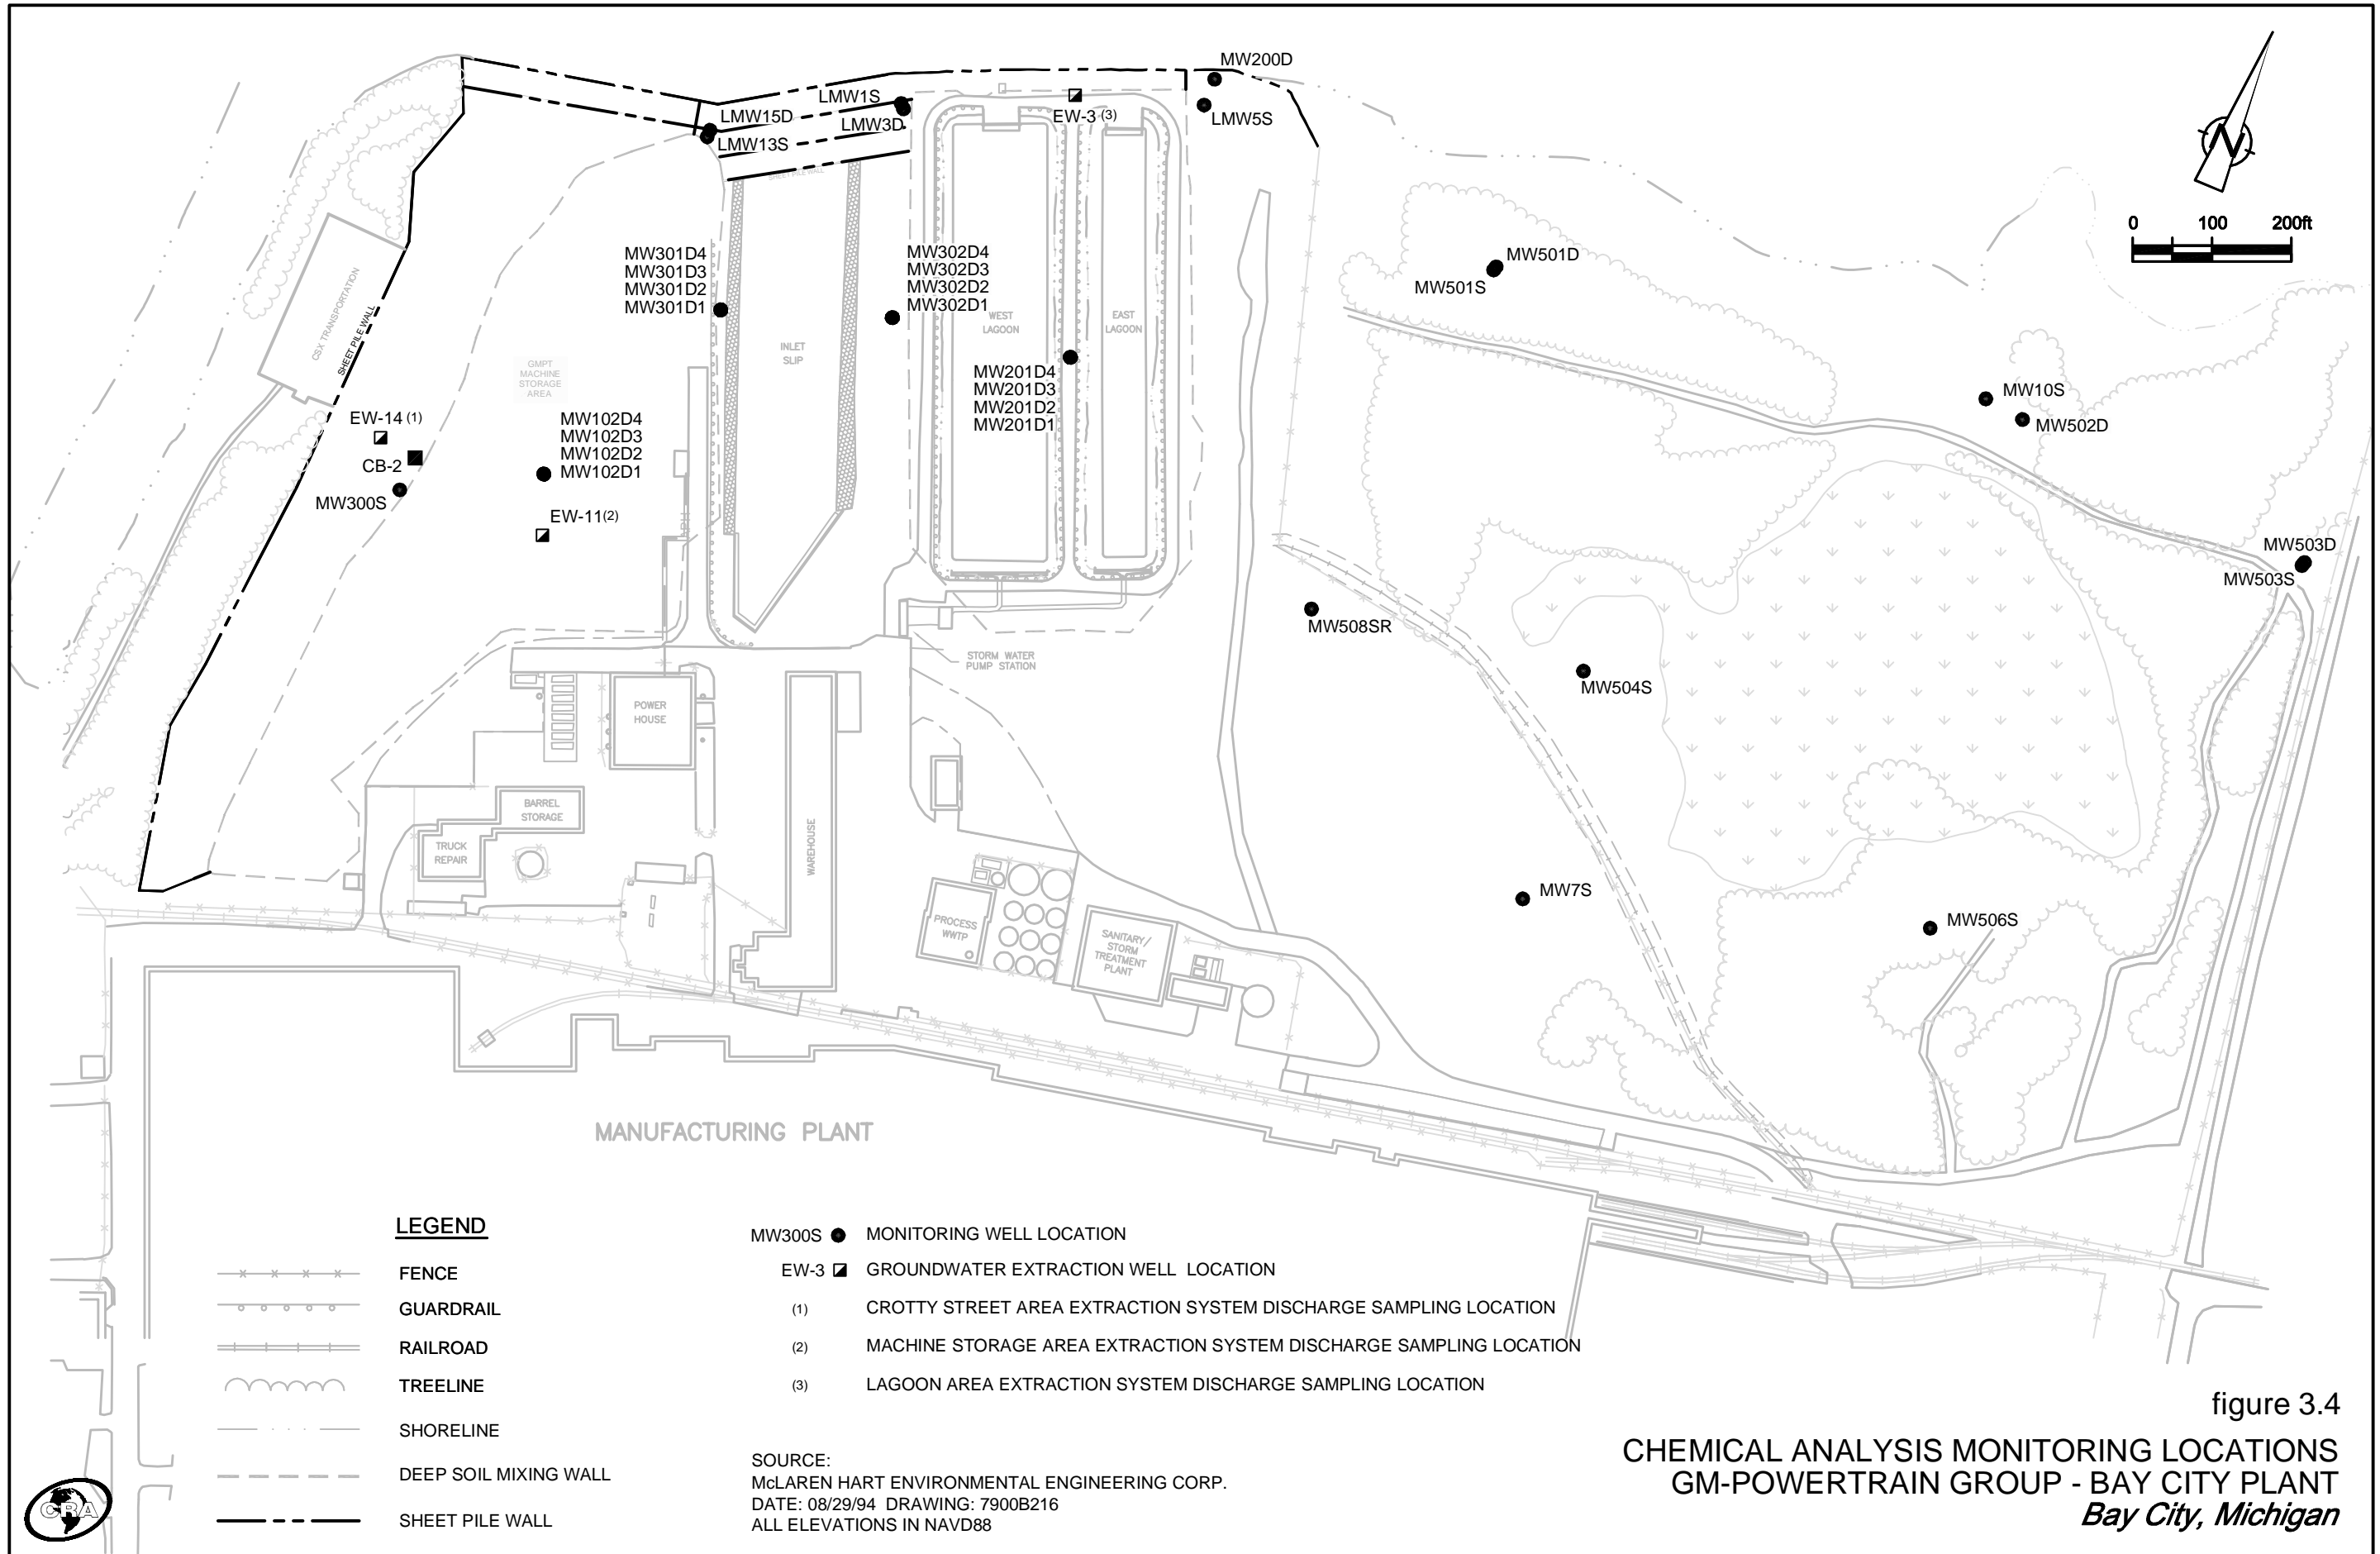 MW200D
LMW1S
LMW15D
LMW3D
EW-3 (3)
LMW5S
LMW13S
SHEET PILE WALL
N
0 100 200ft
MW301D4
MW301D3
MW301D2
MW301D1
MW302D4
MW302D3
MW302D2
MW302D1
MW501D
MW501S
CSX TRANSPORTATION
SHEET PILE WALL
WEST
LAGOON
EAST
LAGOON
INLET
SLIP
GMPT
MACHINE
STORAGE
AREA
MW201D4
MW201D3
MW201D2
MW201D1
MW10S
MW502D
EW-14 (1)
CB-2
MW300S
MW102D4
MW102D3
MW102D2
MW102D1
EW-11(2)
MW503D
MW503S
MW508SR
STORM WATER
PUMP STATION
MW504S
POWER
HOUSE
BARREL
STORAGE
TRUCK
REPAIR
WAREHOUSE
MW7S
MW506S
PROCESS
WWTP
SANITARY/
STORM
TREATMENT
PLANT
MANUFACTURING PLANT
LEGEND
FENCE
GUARDRAIL
RAILROAD
TREELINE
SHORELINE
DEEP SOIL MIXING WALL
SHEET PILE WALL
MW300S MONITORING WELL LOCATION
EW-3 GROUNDWATER EXTRACTION WELL LOCATION
(1) CROTTY STREET AREA EXTRACTION SYSTEM DISCHARGE SAMPLING LOCATION
(2) MACHINE STORAGE AREA EXTRACTION SYSTEM DISCHARGE SAMPLING LOCATION
(3) LAGOON AREA EXTRACTION SYSTEM DISCHARGE SAMPLING LOCATION
SOURCE:
McLAREN HART ENVIRONMENTAL ENGINEERING CORP.
DATE: 08/29/94 DRAWING: 7900B216
ALL ELEVATIONS IN NAVD88
CRA
figure 3.4
CHEMICAL ANALYSIS MONITORING LOCATIONS
GM-POWERTRAIN GROUP - BAY CITY PLANT
Bay City, Michigan